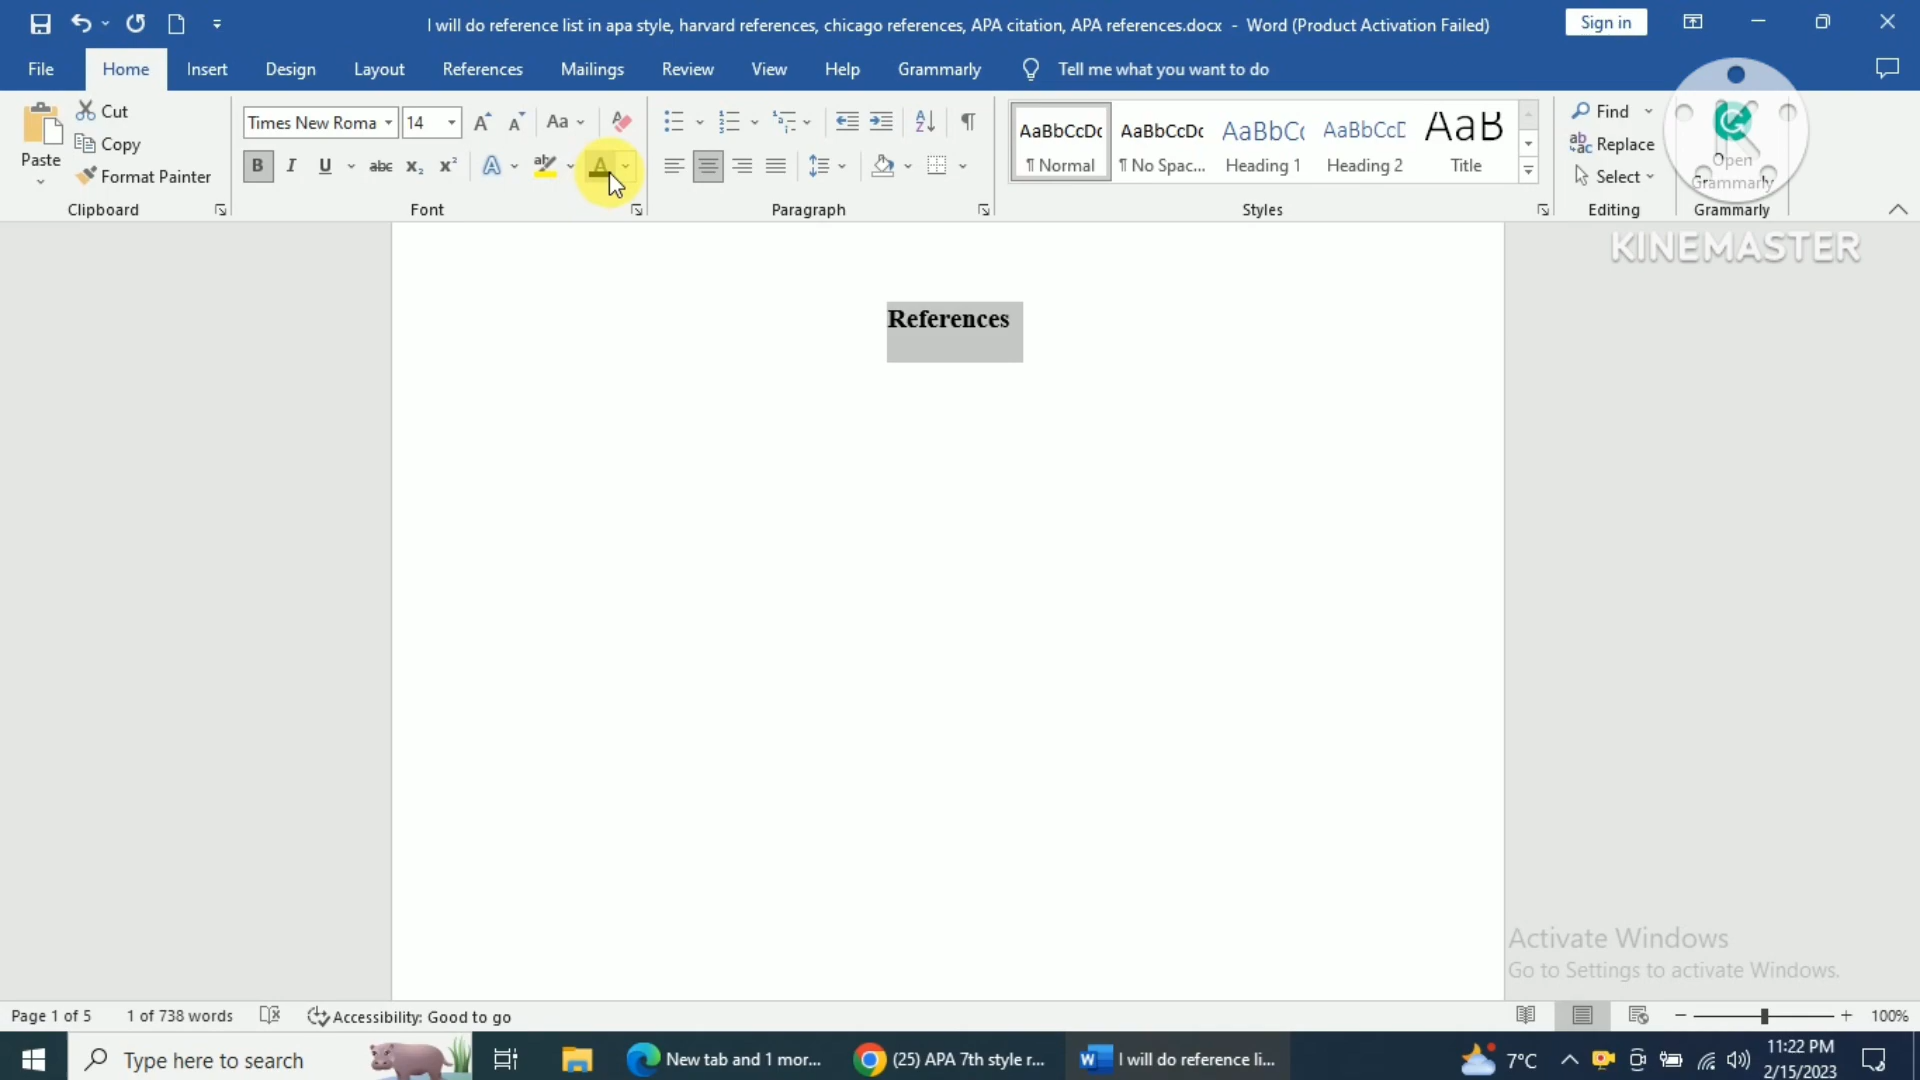 I will do reference list in apa style, harvard references, chicago references, APA citation, APA references.docx - Word (Product Activation Failed)
Sign in
File Home Insert Design Layout References Mailings Review View Help Grammarly Tell me what you want to do
Paste
Cut
Copy
Format Painter
Clipboard
Times New Roma 14
Font
Paragraph
AaBbCcDc AaBbCcDc AaBbC AaBbCcD AaB
¶ Normal ¶ No Spac... Heading 1 Heading 2 Title
Styles
Find
Replace
Select
Editing
Open
Grammarly
Grammarly
KINEMASTER
References
Activate Windows
Go to Settings to activate Windows.
Page 1 of 5 1 of 738 words Accessibility: Good to go 100%
Type here to search New tab and 1 mor... (25) APA 7th style r... I will do reference li... 7°C
11:22 PM
2/15/2023